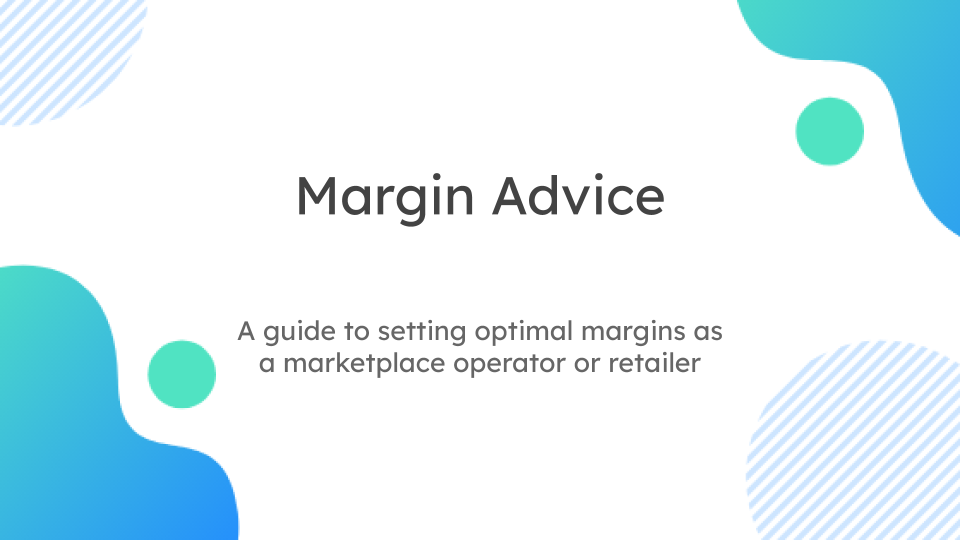 Margin Advice
A guide to setting optimal margins as
a marketplace operator or retailer